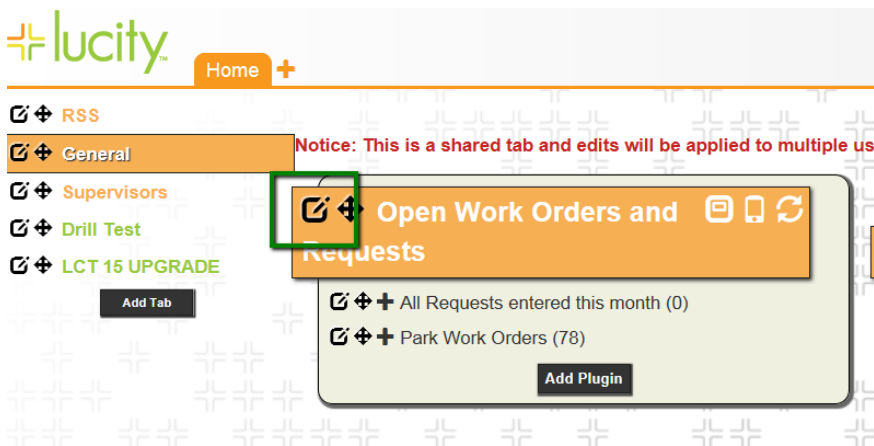 lucity
Home
RSS
General
Supervisors
Drill Test
LCT 15 UPGRADE
Add Tab
Notice: This is a shared tab and edits will be applied to multiple us
Open Work Orders and
Requests
All Requests entered this month (0)
Park Work Orders (78)
Add Plugin